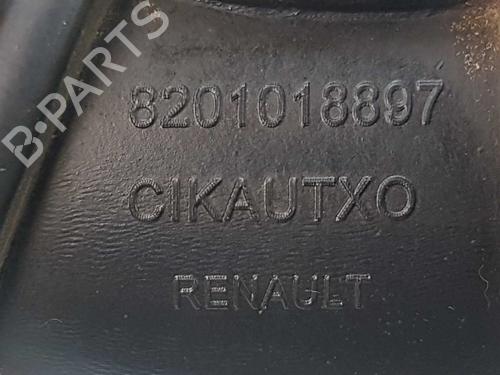 B-PARTS
8201018897
CIKAUTXO
RENAULT